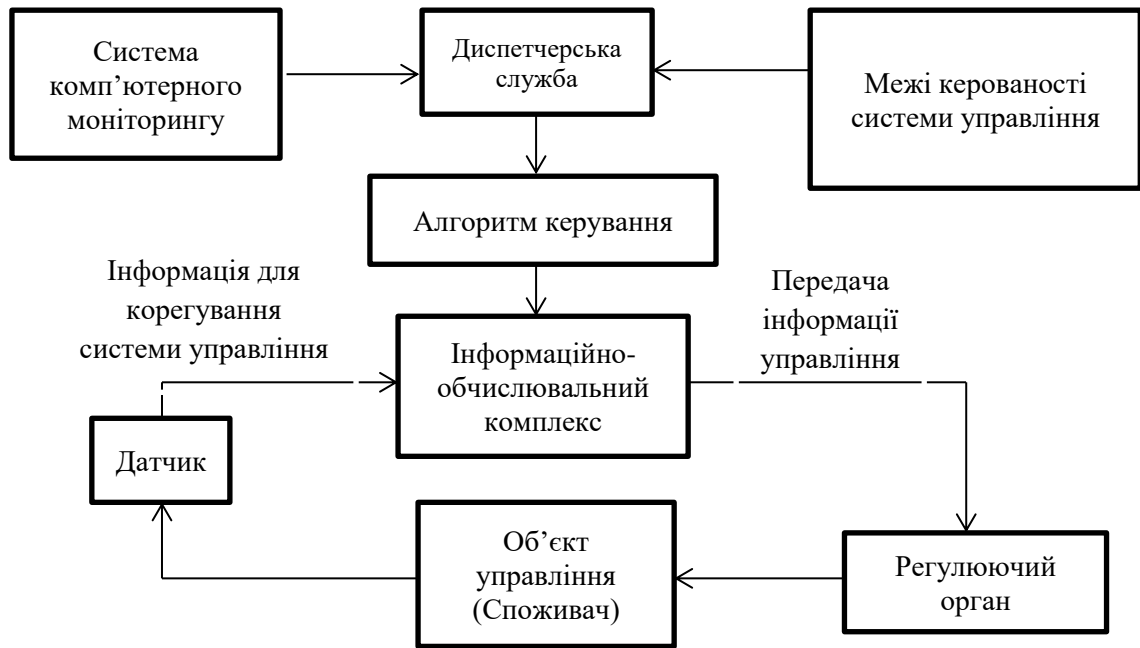 Система
комп’ютерного
моніторингу
Диспетчерська
служба
Межі керованості
системи управління
Алгоритм керування
Інформація для
корегування
системи управління
Передача
інформації
управління
Інформаційно-
обчислювальний
комплекс
Датчик
Об’єкт
управління
(Споживач)
Регулюючий
орган